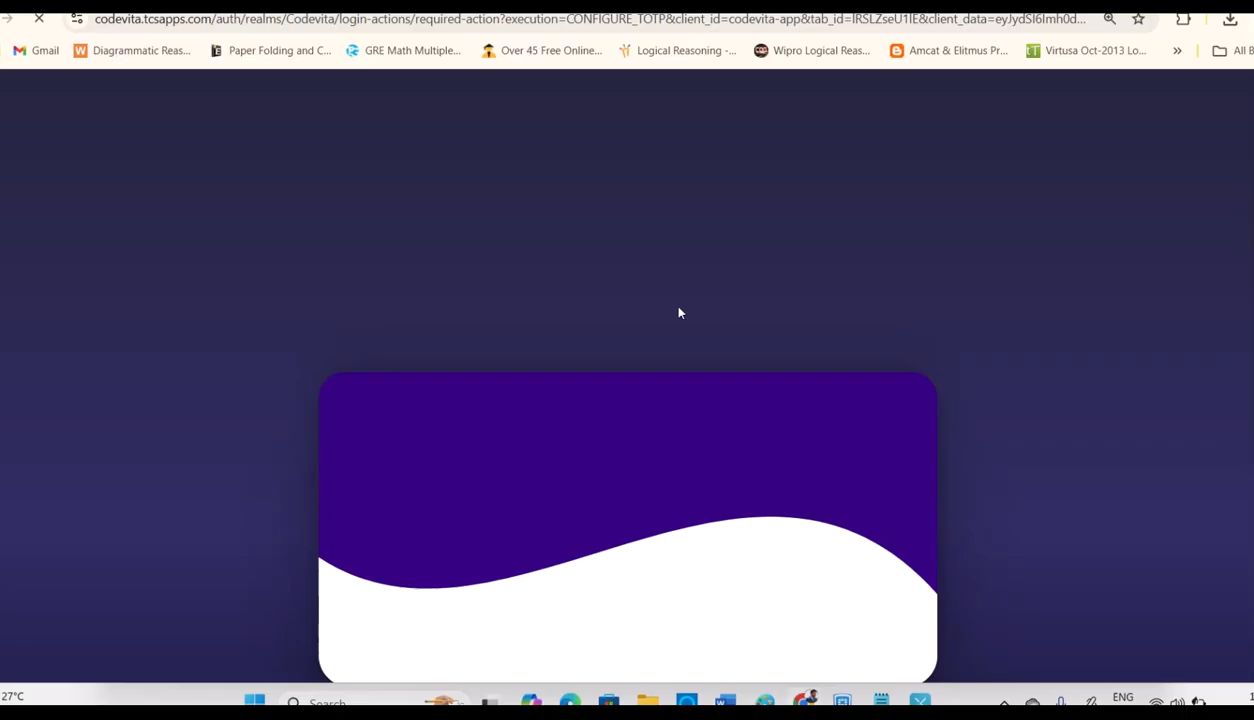 codevita.tcsapps.com/auth/realms/Codevita/login-actions/required-action?execution=CONFIGURE_TOTP&client_id=codevita-app&tab_id=lRSLZseU1lE&client_data=eyJydSI6Imh0d...
Gmail Diagrammatic Reas... Paper Folding and C... GRE Math Multiple... Over 45 Free Online... Logical Reasoning -... Wipro Logical Reas... Amcat & Elitmus Pr... Virtusa Oct-2013 Lo... » All B
27°C Search ENG 1